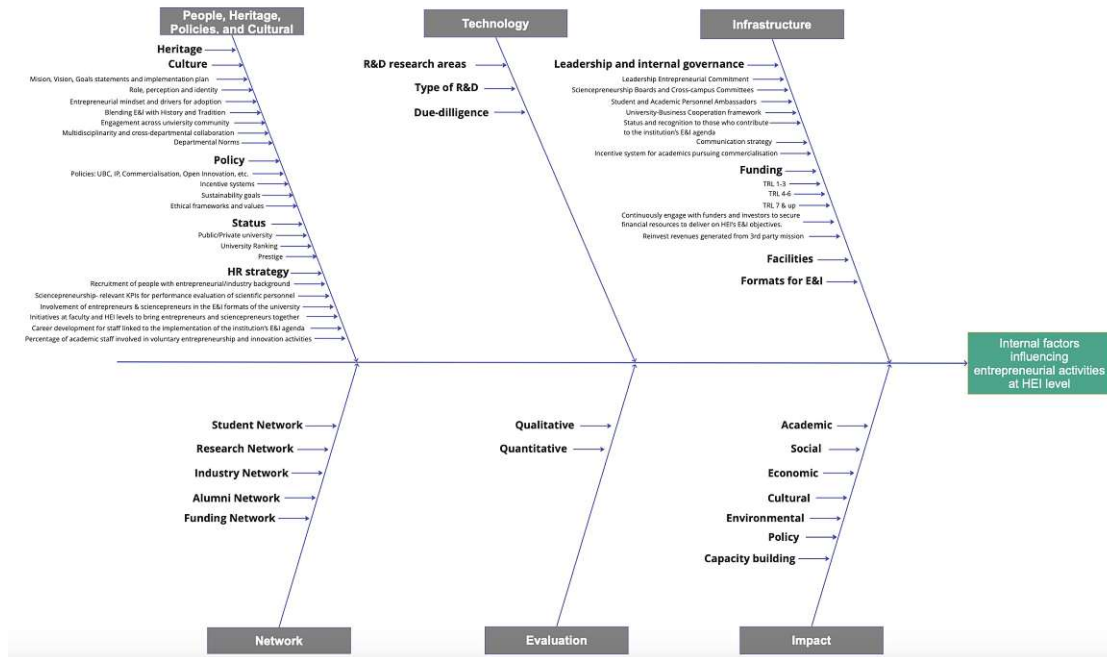 People, Heritage,
Policies, and Cultural
Heritage
Culture
Mision, Vision, Goals statements and implementation plan
Role, perception and identity
Entrepreneurial mindset and drivers for adoption
Blending E&I with History and Tradition
Engagement across unviersity community
Multidisciplinarity and cross-departmental collaboration
Departmental Norms
Policy
Policies: UBC, IP, Commercialisation, Open Innovation, etc.
Incentive systems
Sustainability goals
Ethical frameworks and values
Status
Public/Private university
University Ranking
Prestige
HR strategy
Recruitment of people with entrepreneurial/industry background
Sciencepreneurship- relevant KPIs for performance evaluation of scientific personnel
Involvement of entrepreneurs & sciencepreneurs in the E&I formats of the university
Initiatives at faculty and HEI levels to bring entrepreneurs and sciencepreneurs together
Career development for staff linked to the implementation of the institution's E&I agenda
Percentage of academic staff involved in voluntary entrepreneurship and innovation activities
Technology
R&D research areas
Type of R&D
Due-dilligence
Infrastructure
Leadership and internal governance
Leadership Entrepreneurial Commitment
Sciencepreneurship Boards and Cross-campus Committees
Student and Academic Personnel Ambassadors
University-Business Cooperation framework
Status and recognition to those who contribute
to the institution's E&I agenda
Communication strategy
Incentive system for academics pursuing commercialisation
Funding
TRL 1-3
TRL 4-6
TRL 7 & up
Continuously engage with funders and investors to secure
financial resources to deliver on HEI's E&I objectives.
Reinvest revenues generated from 3rd party mission
Facilities
Formats for E&I
Internal factors
influencing
entrepreneurial activities
at HEI level
Student Network
Research Network
Industry Network
Alumni Network
Funding Network
Network
Qualitative
Quantitative
Evaluation
Academic
Social
Economic
Cultural
Environmental
Policy
Capacity building
Impact